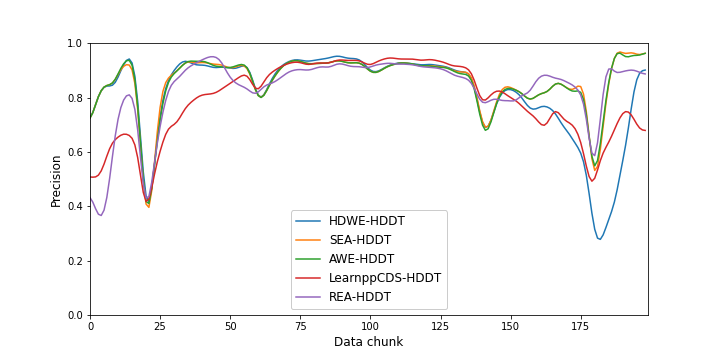 1.0
0.8
0.6
0.4
0.2
0.0
Precision
HDWE-HDDT
SEA-HDDT
AWE-HDDT
LearnppCDS-HDDT
REA-HDDT
0 25 50 75 100 125 150 175
Data chunk